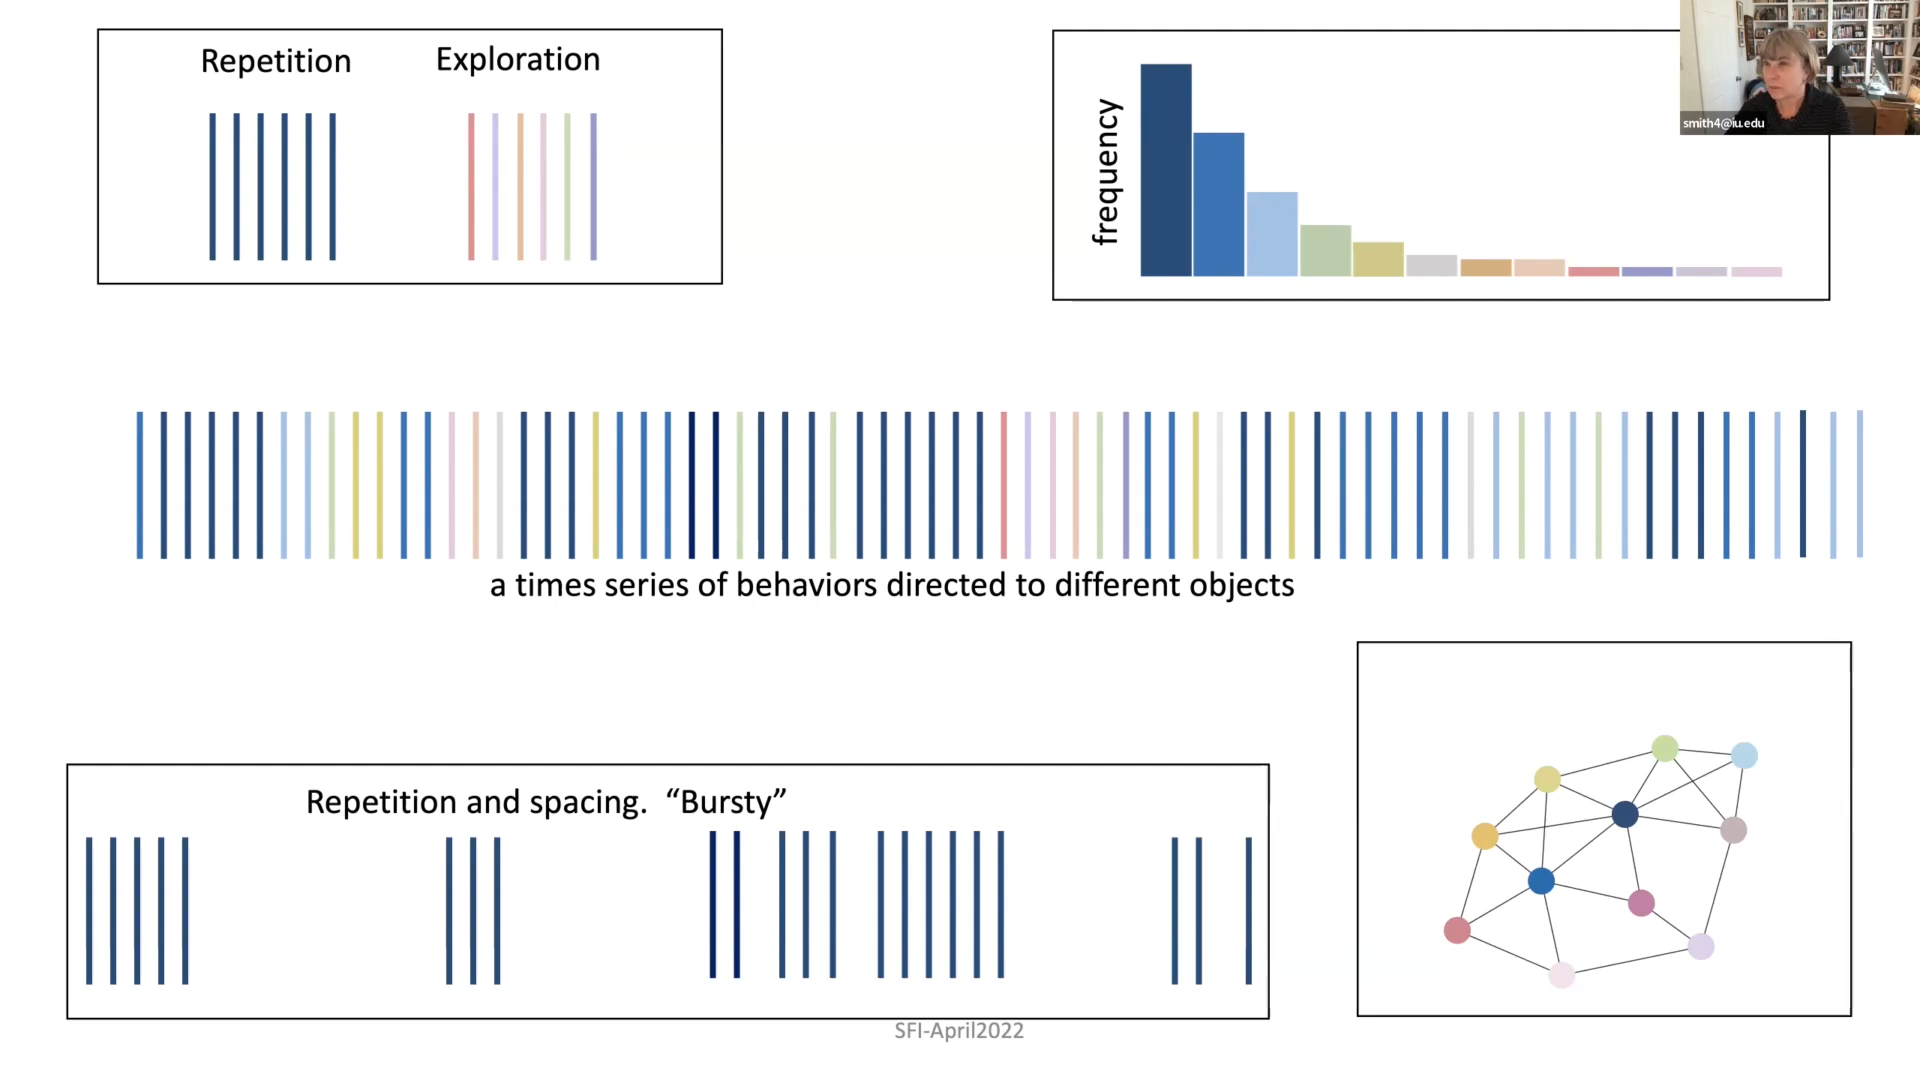 Repetition
Exploration
frequency
smith4@iu.edu
a times series of behaviors directed to different objects
Repetition and spacing. “Bursty”
SFI-April2022